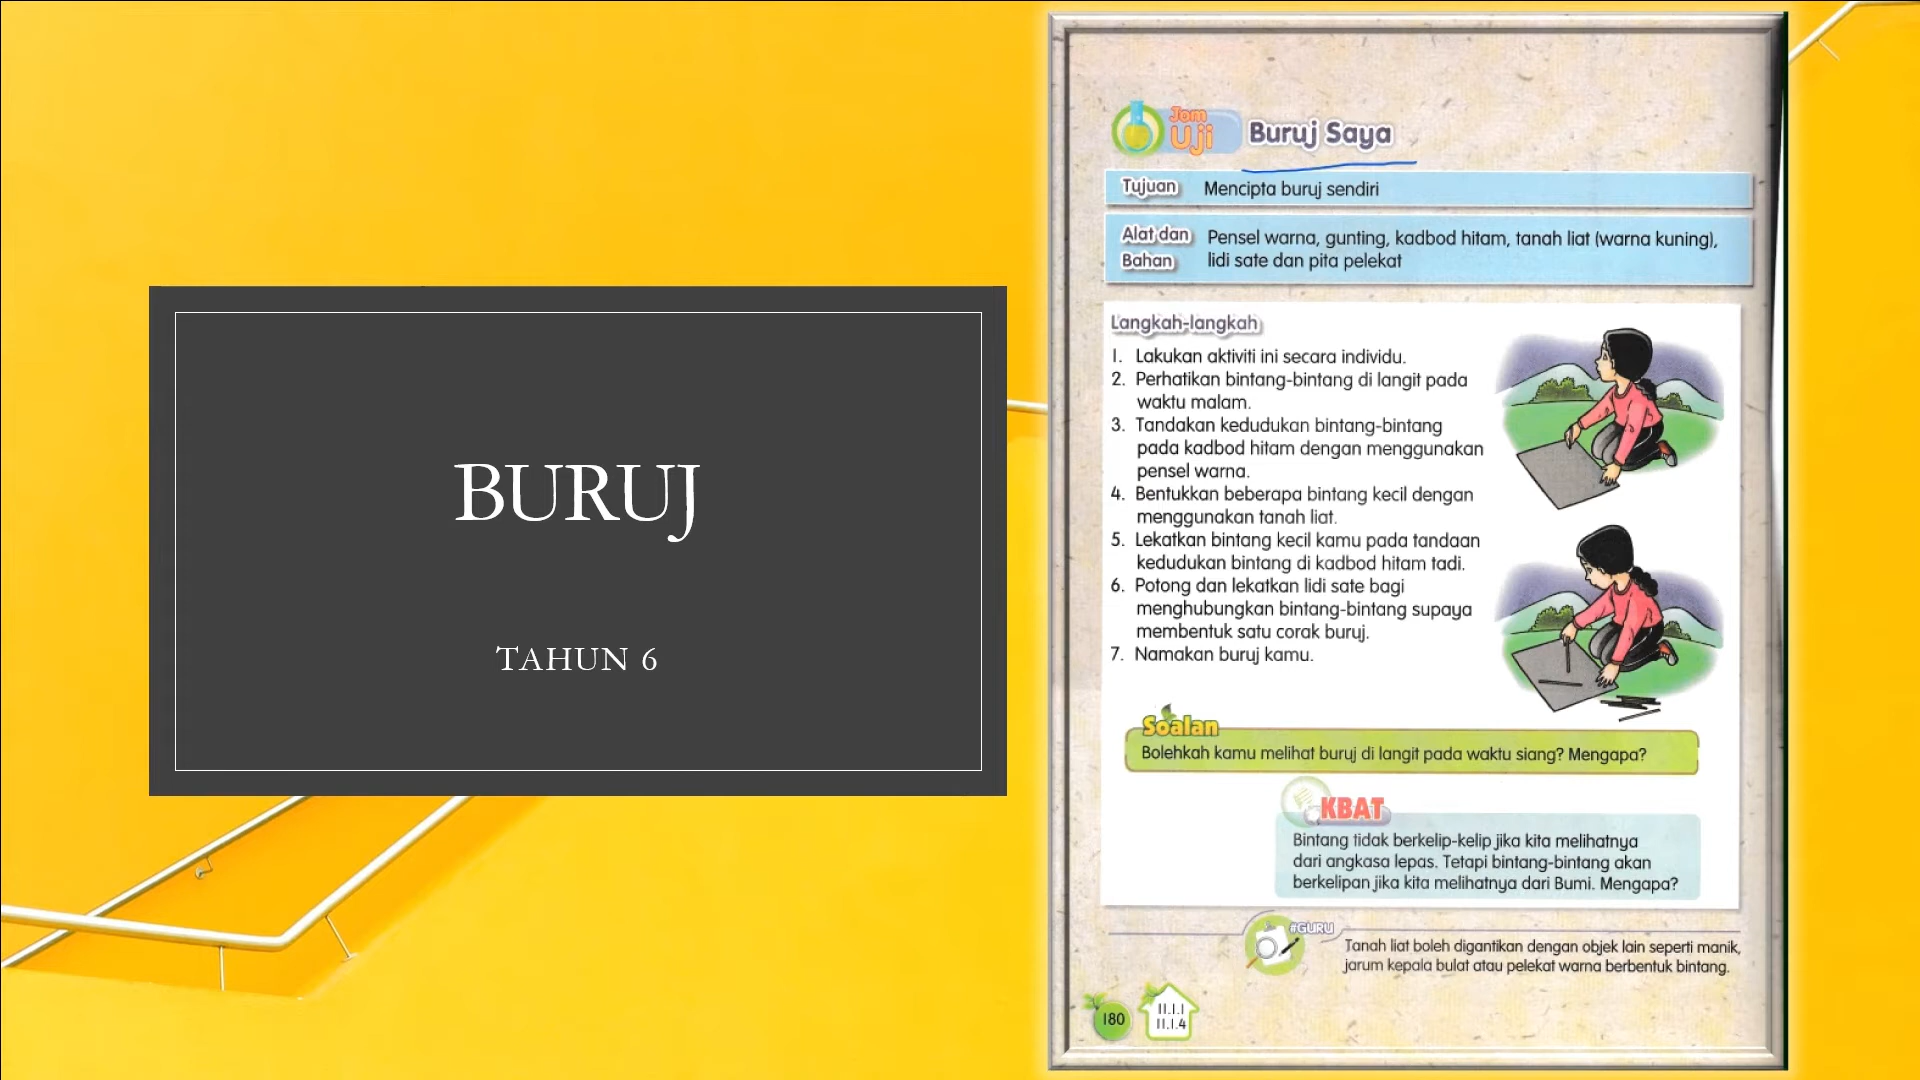 BURUJ
TAHUN 6
Jom
Uji
Buruj Saya
Tujuan Mencipta buruj sendiri
Alat dan Pensel warna, gunting, kadbod hitam, tanah liat (warna kuning),
Bahan lidi sate dan pita pelekat
Langkah-langkah
1. Lakukan aktiviti ini secara individu.
2. Perhatikan bintang-bintang di langit pada
waktu malam.
3. Tandakan kedudukan bintang-bintang
pada kadbod hitam dengan menggunakan
pensel warna.
4. Bentukkan beberapa bintang kecil dengan
menggunakan tanah liat.
5. Lekatkan bintang kecil kamu pada tandaan
kedudukan bintang di kadbod hitam tadi.
6. Potong dan lekatkan lidi sate bagi
menghubungkan bintang-bintang supaya
membentuk satu corak buruj.
7. Namakan buruj kamu.
Soalan
Bolehkah kamu melihat buruj di langit pada waktu siang? Mengapa?
KBAT
Bintang tidak berkelip-kelip jika kita melihatnya
dari angkasa lepas. Tetapi bintang-bintang akan
berkelipan jika kita melihatnya dari Bumi. Mengapa?
#GURU
Tanah liat boleh digantikan dengan objek lain seperti manik,
jarum kepala bulat atau pelekat warna berbentuk bintang.
180
11.1.1
11.1.4